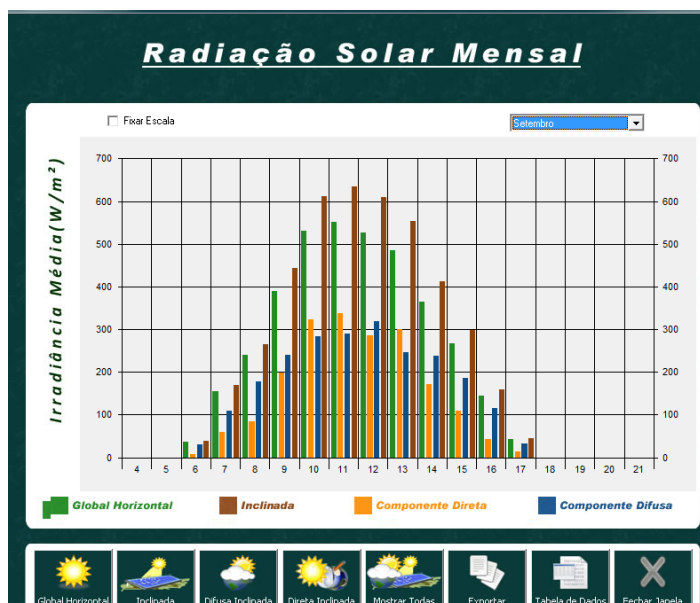 Radiação Solar Mensal
Fixar Escala
Setembro
Irradiância Média(W/m²)
700 700
600 600
500 500
400 400
300 300
200 200
100 100
0 0
4 5 6 7 8 9 10 11 12 13 14 15 16 17 18 19 20 21
Global Horizontal Inclinada Componente Direta Componente Difusa
Global Horizontal Inclinada Difusa Inclinada Direta Inclinada Mostrar Todas Exportar Tabela de Dados Fechar Janela